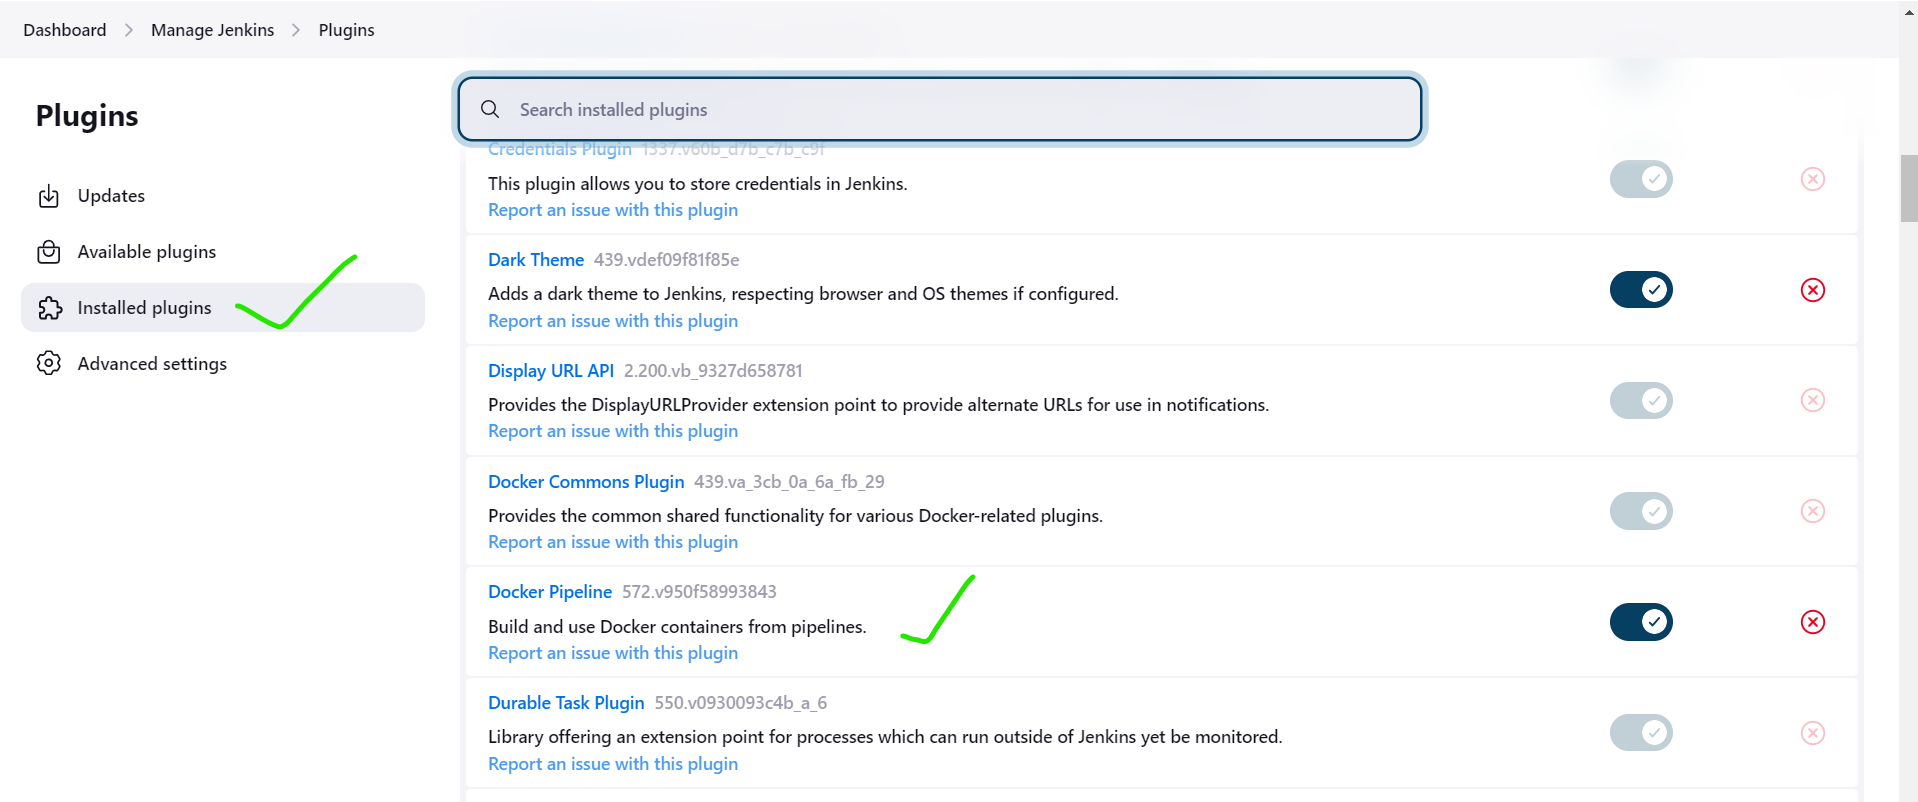 Dashboard
Manage Jenkins
Plugins
Plugins
Updates
Available plugins
Installed plugins
Advanced settings
Search installed plugins
Credentials Plugin 1337.v60b_d7b_c7b_c9f
This plugin allows you to store credentials in Jenkins.
Report an issue with this plugin
Dark Theme 439.vdef09f81f85e
Adds a dark theme to Jenkins, respecting browser and OS themes if configured.
Report an issue with this plugin
Display URL API 2.200.vb_9327d658781
Provides the DisplayURLProvider extension point to provide alternate URLs for use in notifications.
Report an issue with this plugin
Docker Commons Plugin 439.va_3cb_0a_6a_fb_29
Provides the common shared functionality for various Docker-related plugins.
Report an issue with this plugin
Docker Pipeline 572.v950f58993843
Build and use Docker containers from pipelines.
Report an issue with this plugin
Durable Task Plugin 550.v0930093c4b_a_6
Library offering an extension point for processes which can run outside of Jenkins yet be monitored.
Report an issue with this plugin